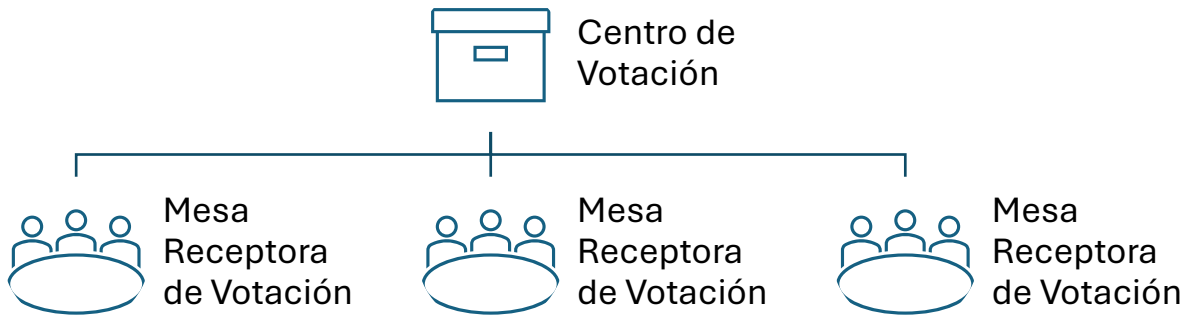 Centro de
Votación
Mesa
Receptora
de Votación
Mesa
Receptora
de Votación
Mesa
Receptora
de Votación